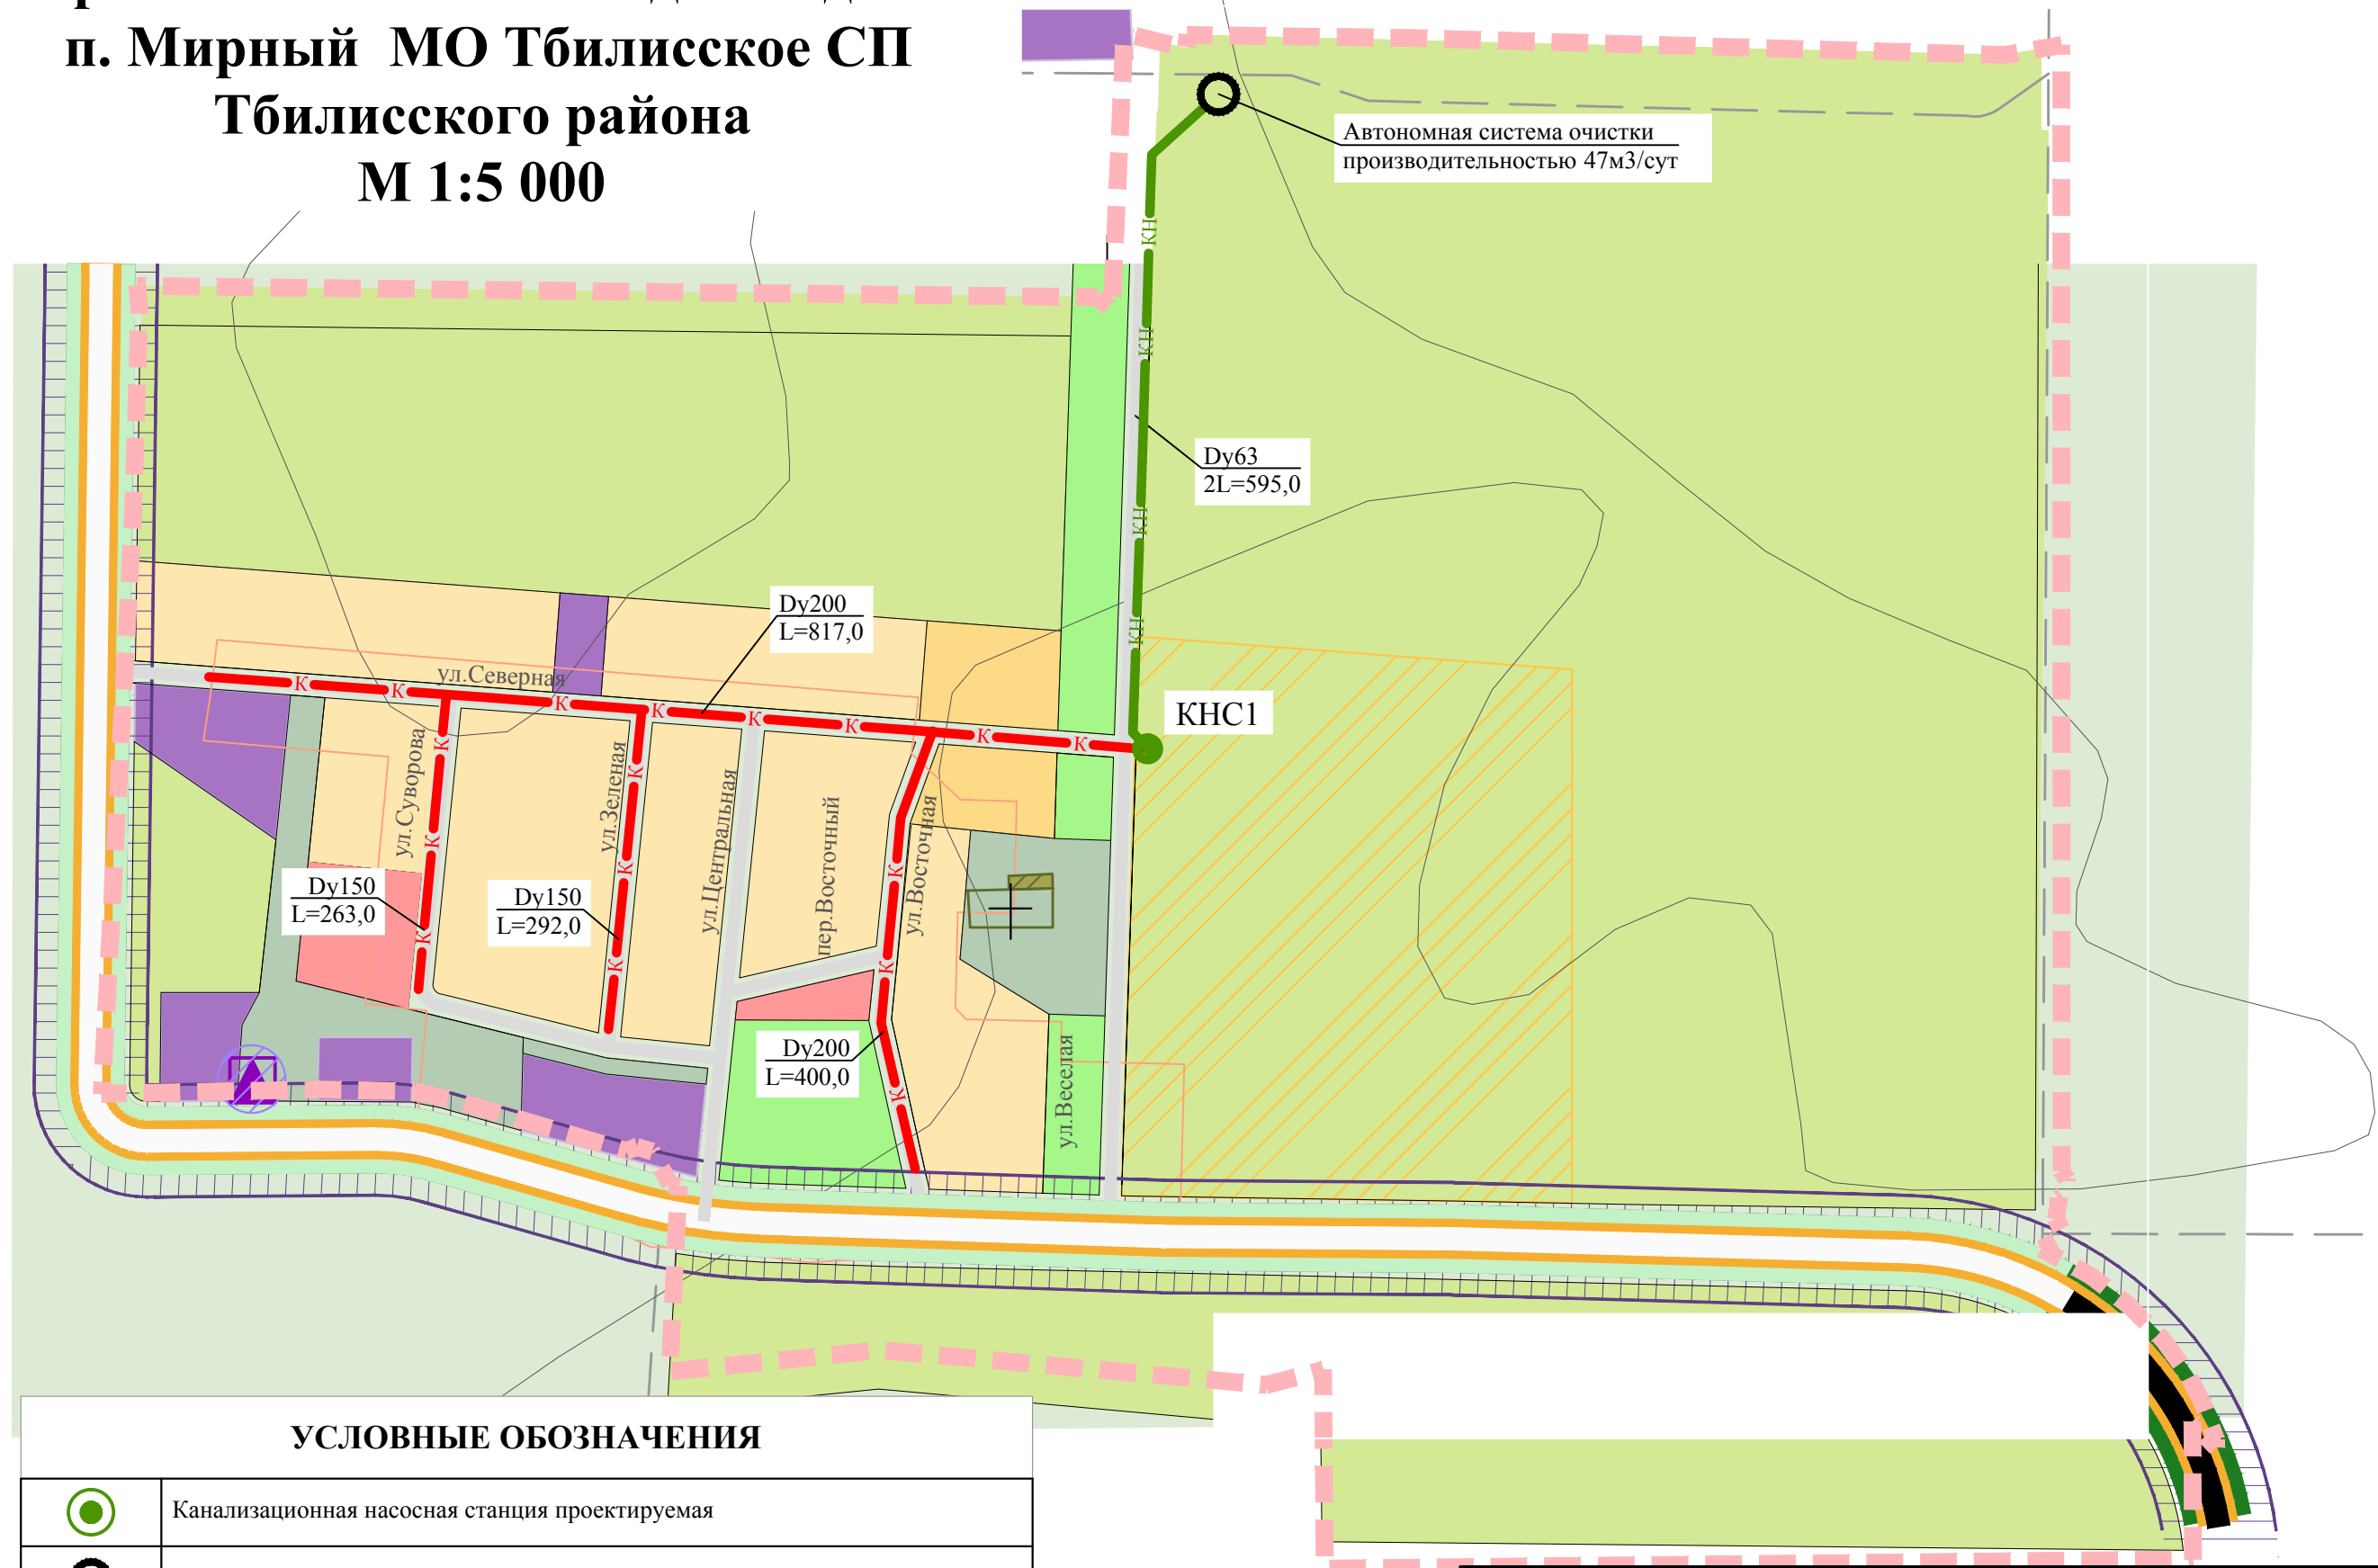 п. Мирный МО Тбилисское СП
Тбилисского района
М 1:5 000
Автономная система очистки
производительностью 47м3/сут
КН
КН
Dy63
2L=595,0
КН
КН
Dy200
L=817,0
ул.Северная
К
К
К
К
К
К
К
К
КНС1
ул.Суворова
К
К
К
ул.Зеленая
К
К
К
ул.Центральная
пер.Восточный
ул.Восточная
К
К
К
Dy150
L=263,0
Dy150
L=292,0
Dy200
L=400,0
ул.Веселая
УСЛОВНЫЕ ОБОЗНАЧЕНИЯ
Канализационная насосная станция проектируемая